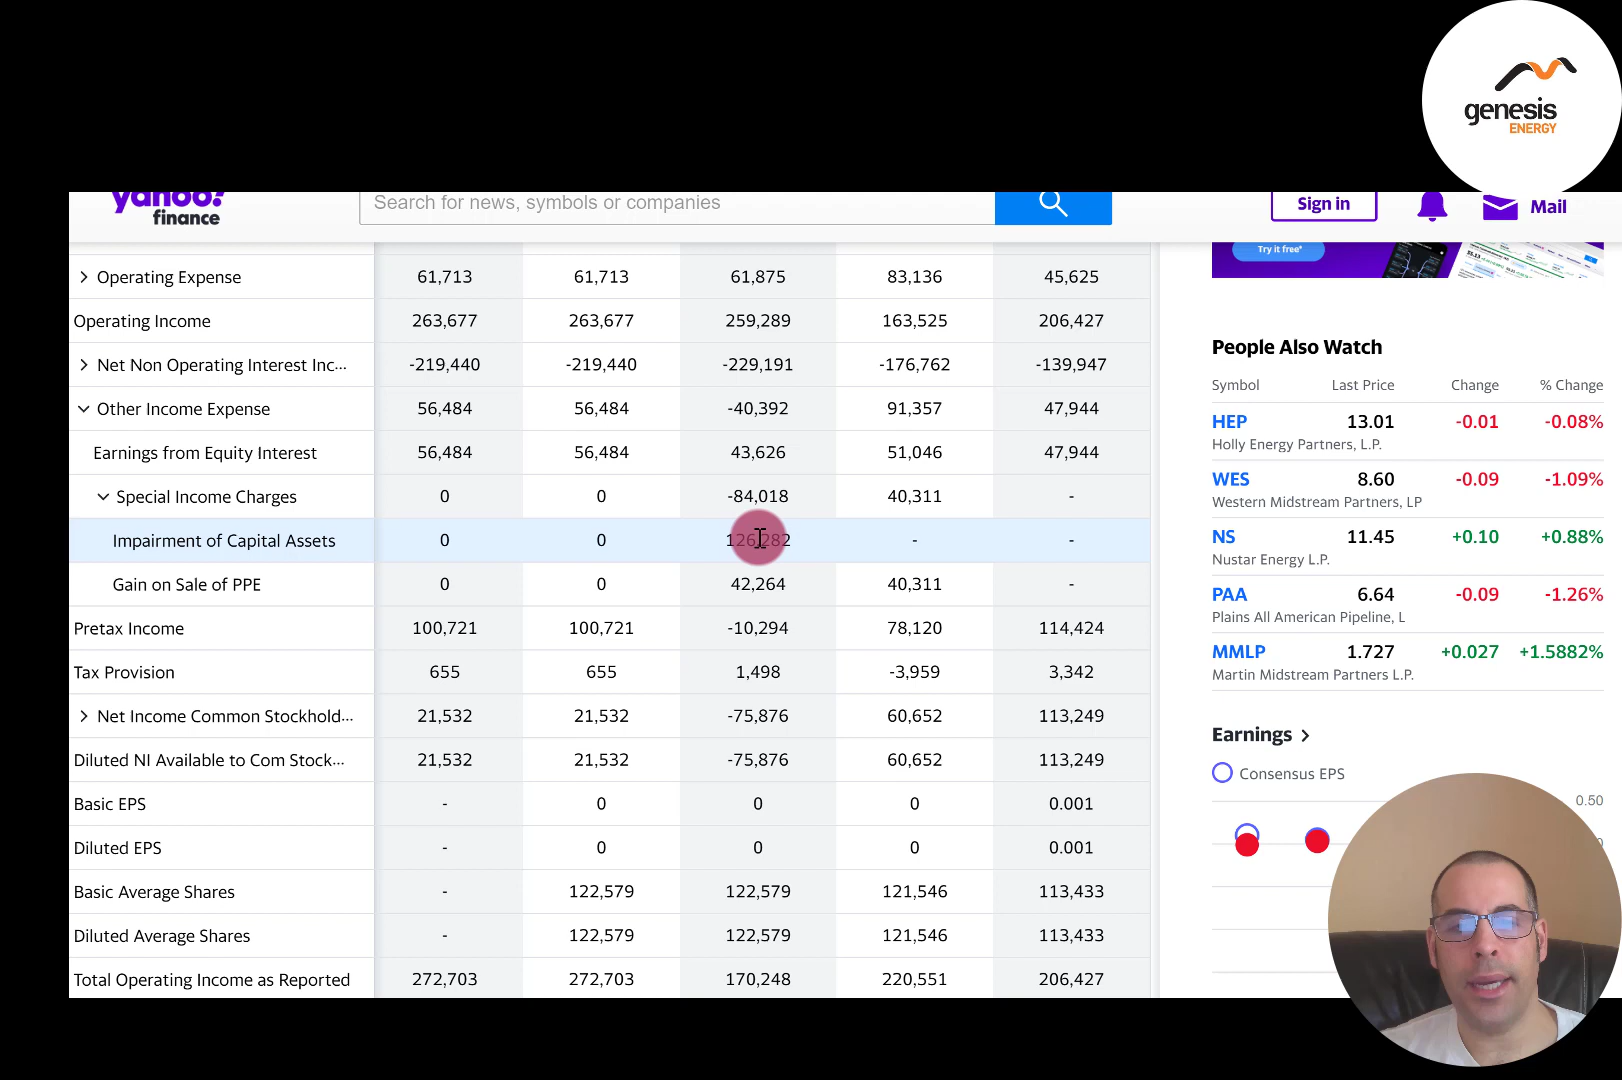 genesis
ENERGY
yahoo!
finance
Search for news, symbols or companies
Sign in
Mail
Try it free*
Operating Expense 61,713 61,713 61,875 83,136 45,625
Operating Income 263,677 263,677 259,289 163,525 206,427
Net Non Operating Interest Inc... -219,440 -219,440 -229,191 -176,762 -139,947
Other Income Expense 56,484 56,484 -40,392 91,357 47,944
Earnings from Equity Interest 56,484 56,484 43,626 51,046 47,944
Special Income Charges 0 0 -84,018 40,311 -
Impairment of Capital Assets 0 0 126,282 - -
Gain on Sale of PPE 0 0 42,264 40,311 -
Pretax Income 100,721 100,721 -10,294 78,120 114,424
Tax Provision 655 655 1,498 -3,959 3,342
Net Income Common Stockhold... 21,532 21,532 -75,876 60,652 113,249
Diluted NI Available to Com Stock... 21,532 21,532 -75,876 60,652 113,249
Basic EPS - 0 0 0 0.001
Diluted EPS - 0 0 0 0.001
Basic Average Shares - 122,579 122,579 121,546 113,433
Diluted Average Shares - 122,579 122,579 121,546 113,433
Total Operating Income as Reported 272,703 272,703 170,248 220,551 206,427
People Also Watch
Symbol Last Price Change % Change
HEP 13.01 -0.01 -0.08%
Holly Energy Partners, L.P.
WES 8.60 -0.09 -1.09%
Western Midstream Partners, LP
NS 11.45 +0.10 +0.88%
Nustar Energy L.P.
PAA 6.64 -0.09 -1.26%
Plains All American Pipeline, L
MMLP 1.727 +0.027 +1.5882%
Martin Midstream Partners L.P.
Earnings
Consensus EPS
0.50